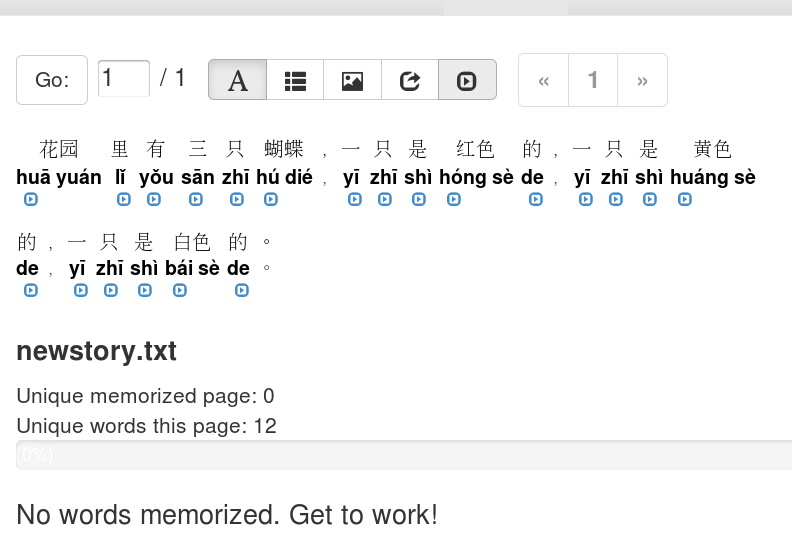 Go: 1 / 1 A « 1 »
花园 里 有 三 只 蝴蝶 , 一 只 是 红色 的 , 一 只 是 黄色
huā yuán lǐ yǒu sān zhī hú dié , yī zhī shì hóng sè de , yī zhī shì huáng sè
的 , 一 只 是 白色 的 。
de , yī zhī shì bái sè de 。
newstory.txt
Unique memorized page: 0
Unique words this page: 12
0%)
No words memorized. Get to work!